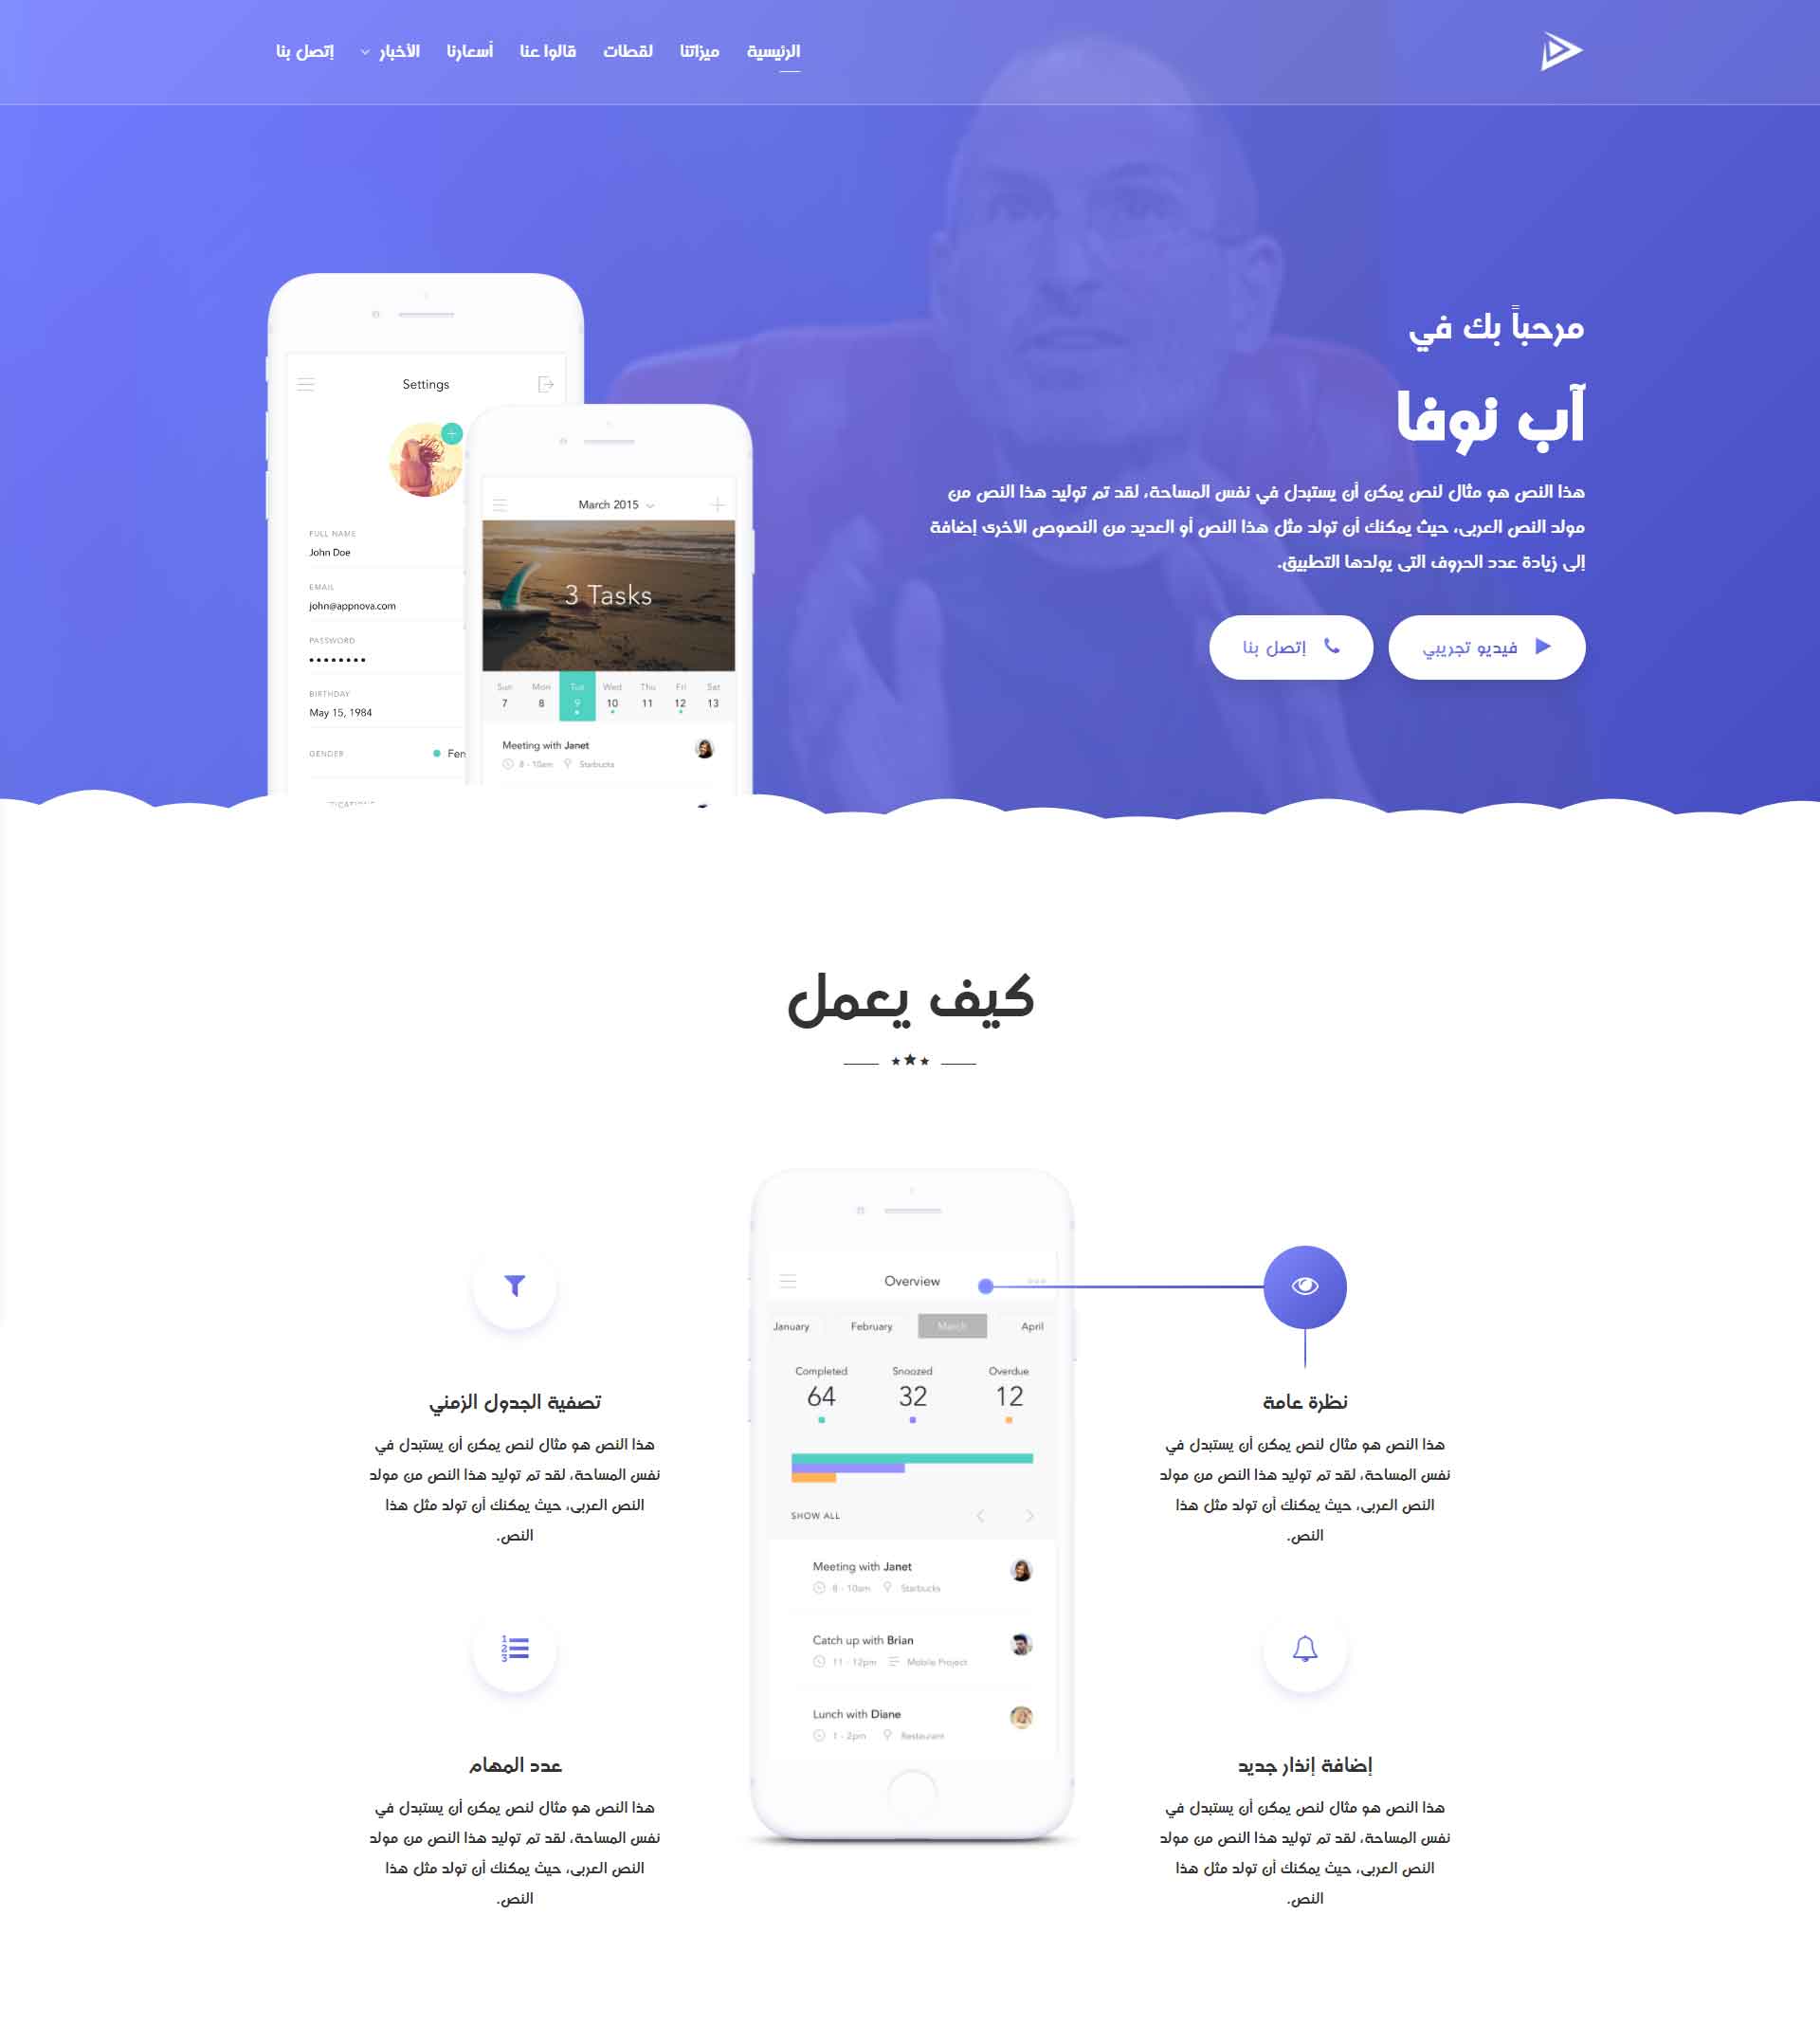 الرئيسية
ميزاتنا
لقطات
قالوا عنا
أسعارنا
الأخبار
إتصل بنا
مرحباً بك في
آب نوفا
هذا النص هو مثال لنص يمكن أن يستبدل في نفس المساحة، لقد تم توليد هذا النص من
مولد النص العربى، حيث يمكنك أن تولد مثل هذا النص أو العديد من النصوص الاخرى إضافة
إلى زيادة عدد الحروف التى يولدها التطبيق.
فيديو تجريبي
إتصل بنا
Settings
FULL NAME
John Doe
EMAIL
john@appnova.com
PASSWORD
BIRTHDAY
May 15, 1984
GENDER
Fen
March 2015
3 Tasks
Sun Mon Tue Wed Thu Fri Sat
7 8 9 10 11 12 13
Meeting with Janet
8 - 10am Starbucks
كيف يعمل
نظرة عامة
هذا النص هو مثال لنص يمكن أن يستبدل في
نفس المساحة، لقد تم توليد هذا النص من مولد
النص العربى، حيث يمكنك أن تولد مثل هذا
النص.
إضافة إنذار جديد
هذا النص هو مثال لنص يمكن أن يستبدل في
نفس المساحة، لقد تم توليد هذا النص من مولد
النص العربى، حيث يمكنك أن تولد مثل هذا
النص.
Overview
January February March April
Completed Snoozed Overdue
64 32 12
SHOW ALL
Meeting with Janet
8 - 10am Starbucks
Catch up with Brian
11 - 12pm Mobile Project
Lunch with Diane
1 - 2pm Restaurant
تصفية الجدول الزمني
هذا النص هو مثال لنص يمكن أن يستبدل في
نفس المساحة، لقد تم توليد هذا النص من مولد
النص العربى، حيث يمكنك أن تولد مثل هذا
النص.
1
2
3
عدد المهام
هذا النص هو مثال لنص يمكن أن يستبدل في
نفس المساحة، لقد تم توليد هذا النص من مولد
النص العربى، حيث يمكنك أن تولد مثل هذا
النص.